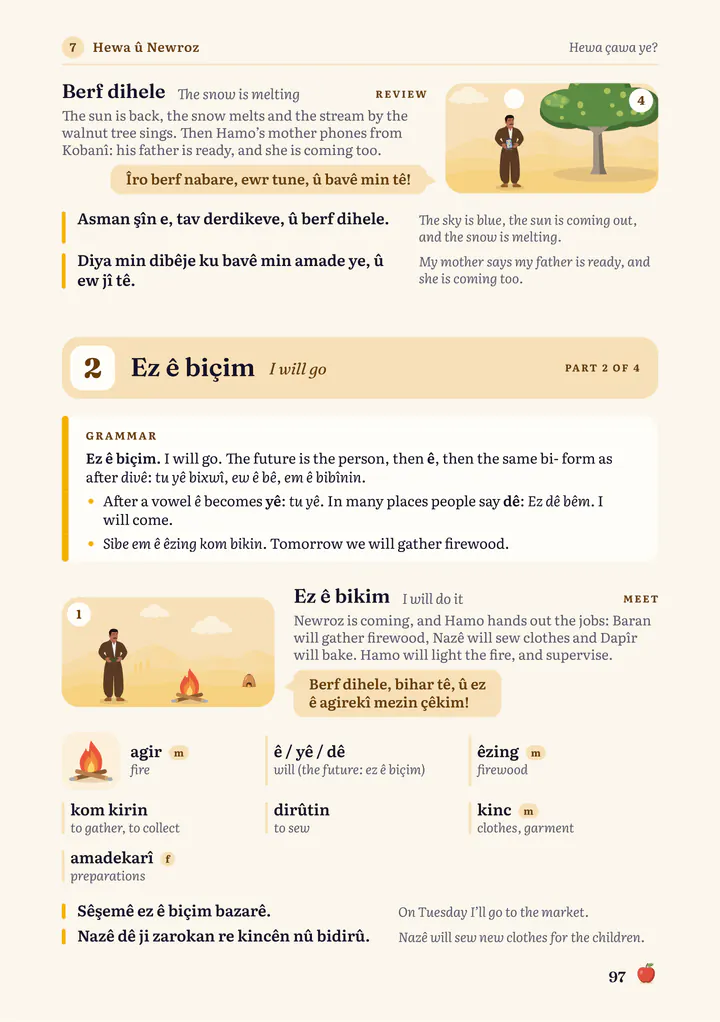 7 Hewa û Newroz
Hewa çawa ye?
Berf dihele The snow is melting REVIEW
The sun is back, the snow melts and the stream by the
walnut tree sings. Then Hamo's mother phones from
Kobanî: his father is ready, and she is coming too.
Îro berf nabare, ewr tune, û bavê min tê!
4
Asman şîn e, tav derdikeve, û berf dihele.
The sky is blue, the sun is coming out,
and the snow is melting.
Diya min dibêje ku bavê min amade ye, û
ew jî tê.
My mother says my father is ready, and
she is coming too.
2 Ez ê biçim I will go PART 2 OF 4
GRAMMAR
Ez ê biçim. I will go. The future is the person, then ê, then the same bi- form as
after divê: tu yê bixwî, ew ê bê, em ê bibînin.
• After a vowel ê becomes yê: tu yê. In many places people say dê: Ez dê bêm. I
will come.
• Sibe em ê êzing kom bikin. Tomorrow we will gather firewood.
1
Ez ê bikim I will do it MEET
Newroz is coming, and Hamo hands out the jobs: Baran
will gather firewood, Nazê will sew clothes and Dapîr
will bake. Hamo will light the fire, and supervise.
Berf dihele, bihar tê, û ez
ê agirekî mezin çêkim!
agir m
fire
ê / yê / dê
will (the future: ez ê biçim)
êzing m
firewood
kom kirin
to gather, to collect
dirûtin
to sew
kinc m
clothes, garment
amadekarî f
preparations
Sêşemê ez ê biçim bazarê.
On Tuesday I'll go to the market.
Nazê dê ji zarokan re kincên nû bidirû.
Nazê will sew new clothes for the children.
97